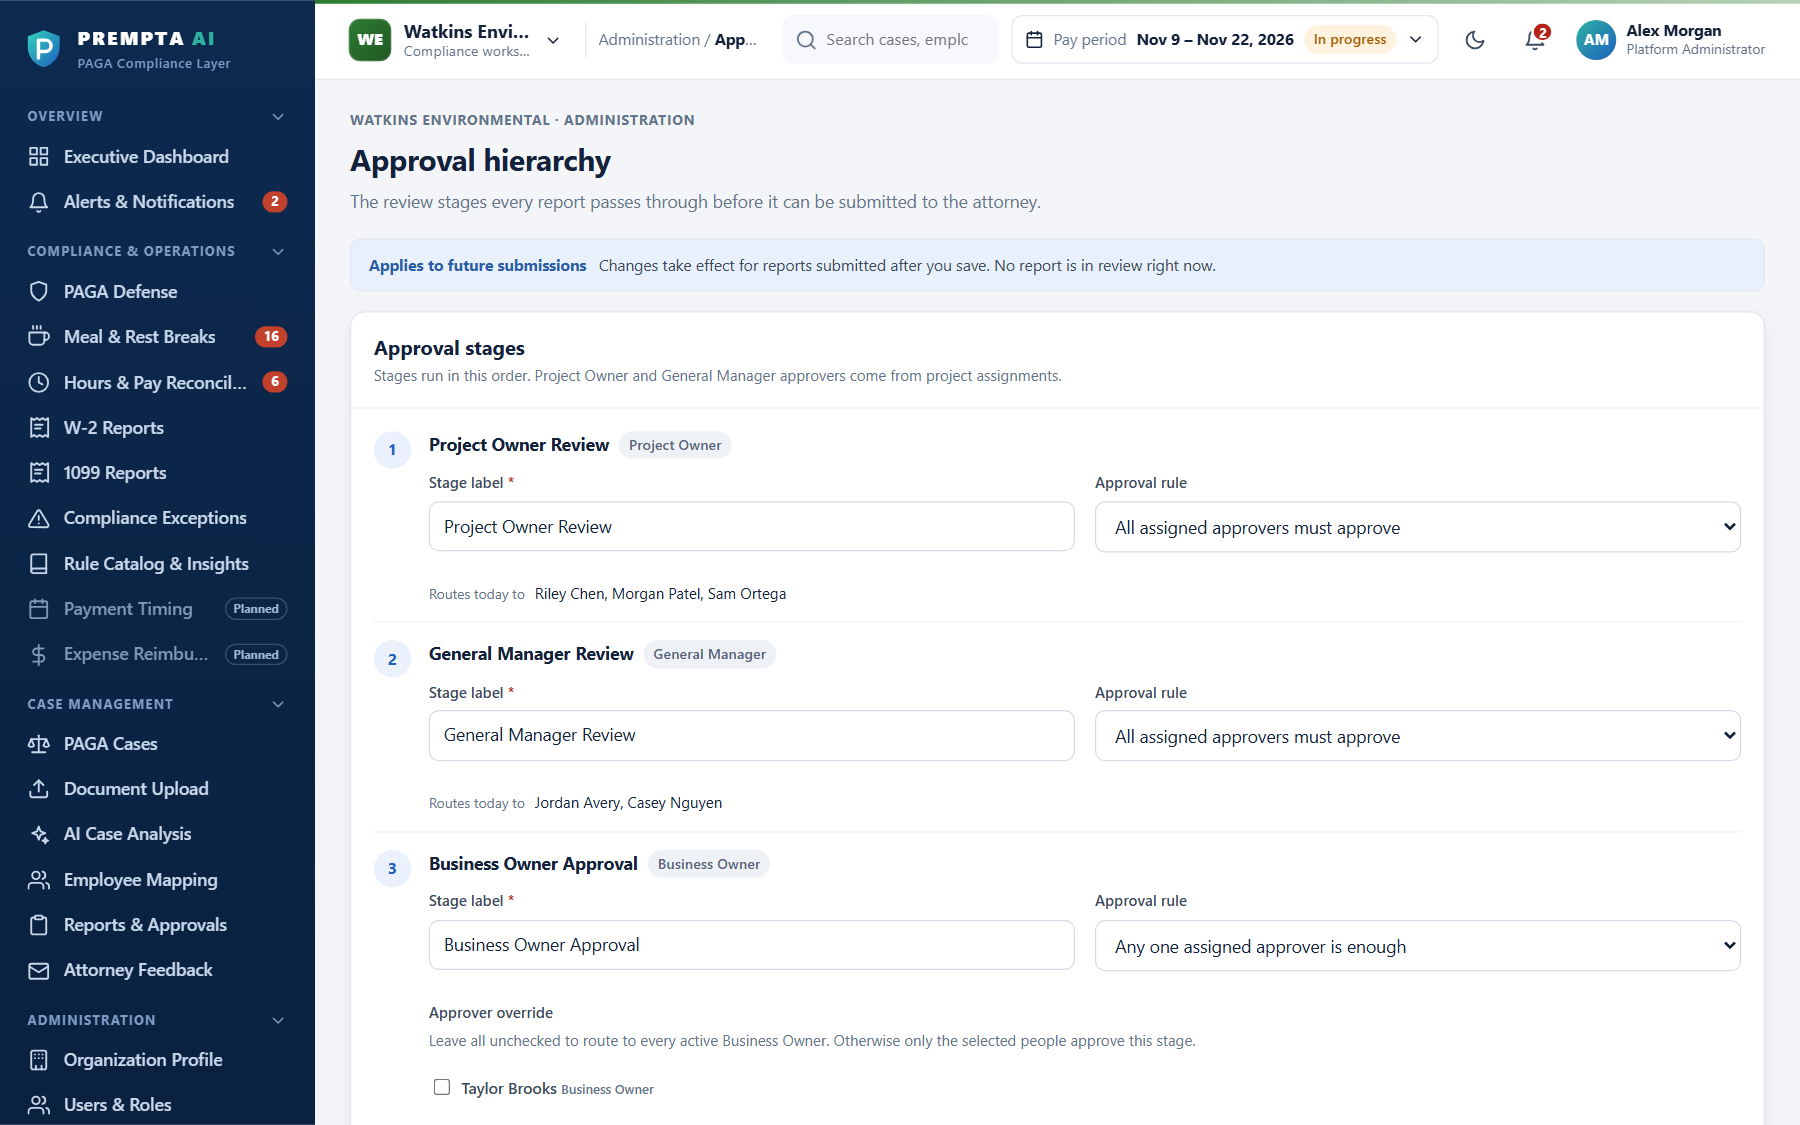 PREMPTA AI
PAGA Compliance Layer
OVERVIEW
Executive Dashboard
Alerts & Notifications 2
COMPLIANCE & OPERATIONS
PAGA Defense
Meal & Rest Breaks 16
Hours & Pay Reconcil... 6
W-2 Reports
1099 Reports
Compliance Exceptions
Rule Catalog & Insights
Payment Timing Planned
Expense Reimbu... Planned
CASE MANAGEMENT
PAGA Cases
Document Upload
AI Case Analysis
Employee Mapping
Reports & Approvals
Attorney Feedback
ADMINISTRATION
Organization Profile
Users & Roles
WE
Watkins Envi...
Compliance works...
Administration / App...
Search cases, emplc
Pay period Nov 9 – Nov 22, 2026 In progress
2
AM
Alex Morgan
Platform Administrator
WATKINS ENVIRONMENTAL · ADMINISTRATION
Approval hierarchy
The review stages every report passes through before it can be submitted to the attorney.
Applies to future submissions Changes take effect for reports submitted after you save. No report is in review right now.
Approval stages
Stages run in this order. Project Owner and General Manager approvers come from project assignments.
1 Project Owner Review Project Owner
Stage label * Approval rule
Project Owner Review All assigned approvers must approve
Routes today to Riley Chen, Morgan Patel, Sam Ortega
2 General Manager Review General Manager
Stage label * Approval rule
General Manager Review All assigned approvers must approve
Routes today to Jordan Avery, Casey Nguyen
3 Business Owner Approval Business Owner
Stage label * Approval rule
Business Owner Approval Any one assigned approver is enough
Approver override
Leave all unchecked to route to every active Business Owner. Otherwise only the selected people approve this stage.
Taylor Brooks Business Owner